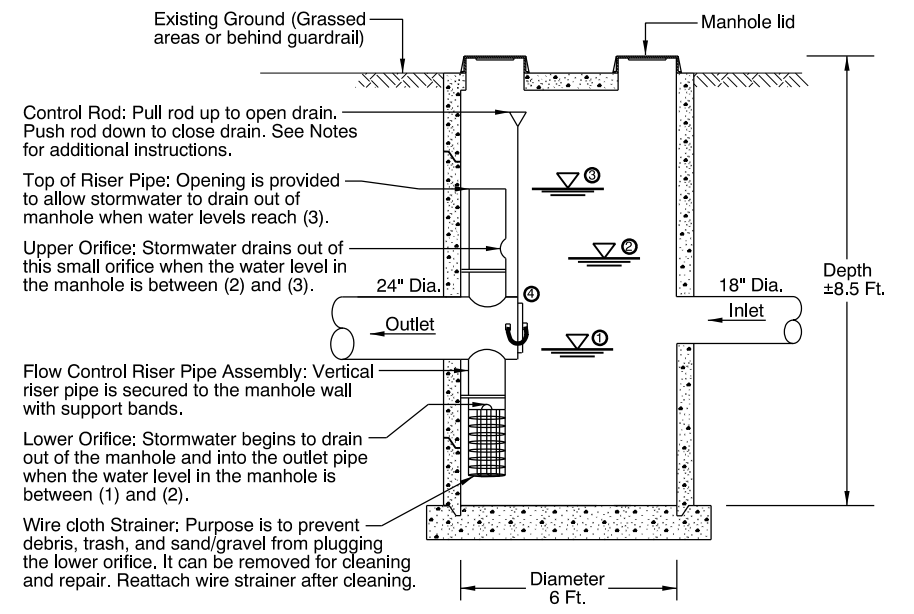 Existing Ground (Grassed
areas or behind guardrail)
Manhole lid
Control Rod: Pull rod up to open drain.
Push rod down to close drain. See Notes
for additional instructions.
Top of Riser Pipe: Opening is provided
to allow stormwater to drain out of
manhole when water levels reach (3).
3
Upper Orifice: Stormwater drains out of
this small orifice when the water level in
the manhole is between (2) and (3).
2
Depth
±8.5 Ft.
24" Dia.
4
18" Dia.
Outlet
Inlet
1
Flow Control Riser Pipe Assembly: Vertical
riser pipe is secured to the manhole wall
with support bands.
Lower Orifice: Stormwater begins to drain
out of the manhole and into the outlet pipe
when the water level in the manhole is
between (1) and (2).
Wire cloth Strainer: Purpose is to prevent
debris, trash, and sand/gravel from plugging
the lower orifice. It can be removed for cleaning
and repair. Reattach wire strainer after cleaning.
Diameter
6 Ft.